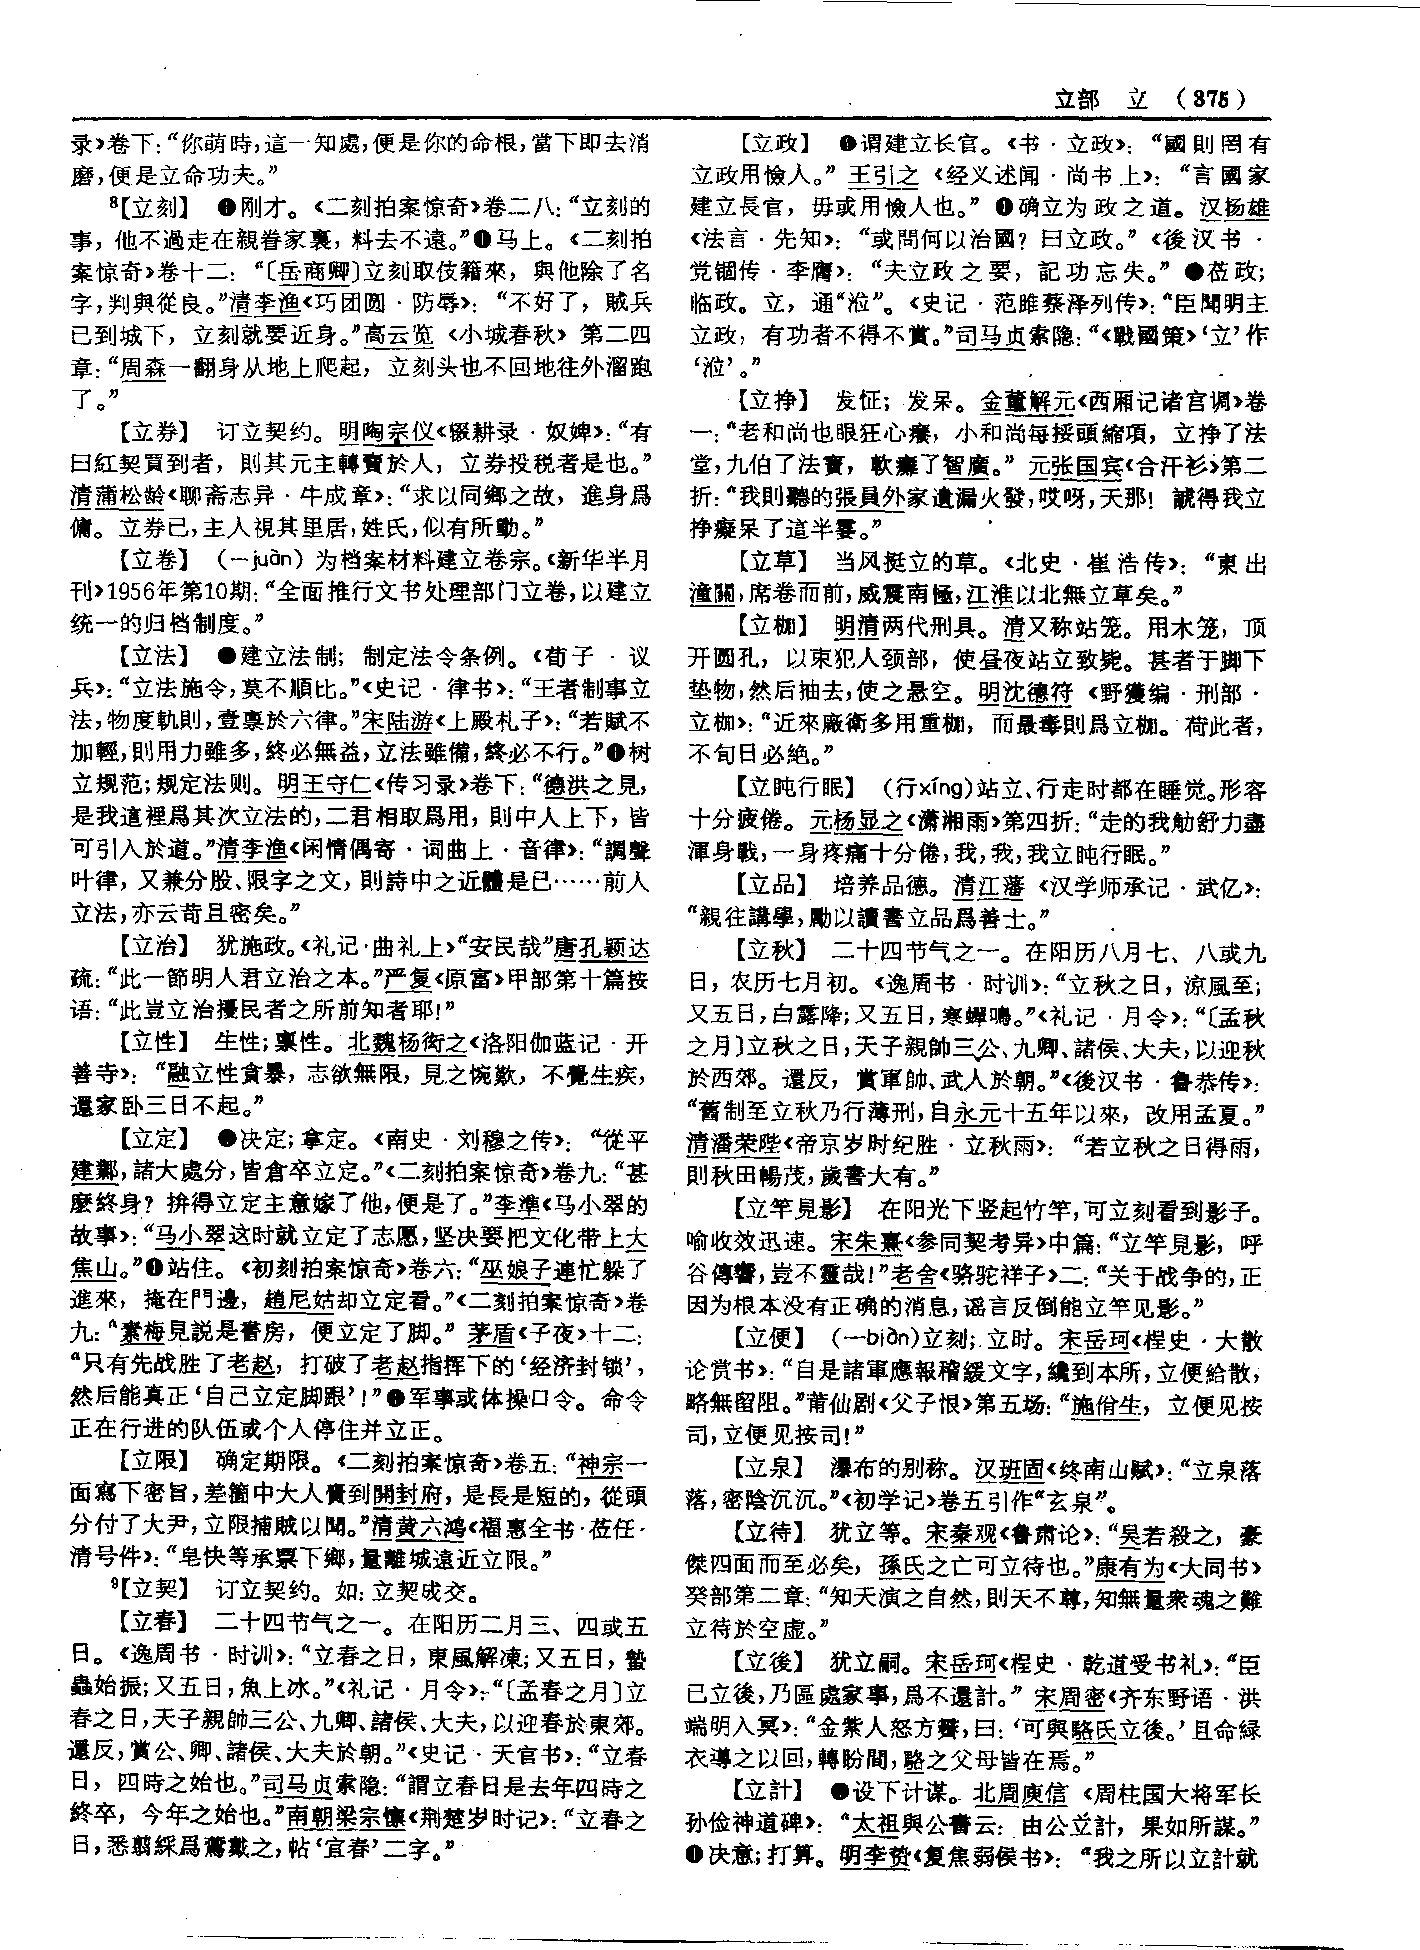 立部　立　（375）
录》卷下：“你萌時，這一知處，便是你的命根，當下即去消
磨，便是立命功夫。”
⁸【立刻】　❶刚才。《二刻拍案惊奇》卷二八：“立刻的
事，他不過走在親眷家裏，料去不遠。”❷马上。《二刻拍
案惊奇》卷十二：“〔岳商卿〕立刻取伎籍來，與他除了名
字，判與從良。”清李渔《巧团圆·防辱》：“不好了，賊兵
已到城下，立刻就要近身。”高云览《小城春秋》第二四
章：“周森一翻身从地上爬起，立刻头也不回地往外溜跑
了。”
【立券】　订立契约。明陶宗仪《辍耕录·奴婢》：“有
曰紅契買到者，則其元主轉賣於人，立券投税者是也。”
清蒲松龄《聊斋志异·牛成章》：“求以同鄉之故，進身爲
傭。立券已，主人視其里居，姓氏，似有所動。”
【立卷】　（—juàn）为档案材料建立卷宗。《新华半月
刊》1956年第10期：“全面推行文书处理部门立卷，以建立
统一的归档制度。”
【立法】　❶建立法制；制定法令条例。《荀子·议
兵》：“立法施令，莫不順比。”《史记·律书》：“王者制事立
法，物度軌則，壹禀於六律。”宋陆游《上殿札子》：“若賦不
加輕，則用力雖多，終必無益，立法雖備，終必不行。”❷树
立规范；规定法则。明王守仁《传习录》卷下：“德洪之見，
是我這裡爲其次立法的，二君相取爲用，則中人上下，皆
可引入於道。”清李渔《闲情偶寄·词曲上·音律》：“調聲
叶律，又兼分股、限字之文，則詩中之近體是已……前人
立法，亦云苛且密矣。”
【立治】　犹施政。《礼记·曲礼上》“安民哉”唐孔颖达
疏：“此一節明人君立治之本。”严复《原富》甲部第十篇按
语：“此豈立治擾民者之所前知者耶！”
【立性】　生性；禀性。北魏杨衒之《洛阳伽蓝记·开
善寺》：“融立性貪暴，志欲無限，見之惋歎，不覺生疾，
還家卧三日不起。”
【立定】　❶决定；拿定。《南史·刘穆之传》：“從平
建鄴，諸大處分，皆倉卒立定。”《二刻拍案惊奇》卷九：“甚
麽終身？拚得立定主意嫁了他，便是了。”李準《马小翠的
故事》：“马小翠这时就立定了志愿，坚决要把文化带上大
焦山。”❷站住。《初刻拍案惊奇》卷六：“巫娘子連忙躲了
進來，掩在門邊，趙尼姑却立定看。”《二刻拍案惊奇》卷
九：“素梅見説是書房，便立定了脚。”茅盾《子夜》十二：
“只有先战胜了老赵，打破了老赵指挥下的‘经济封锁’，
然后能真正‘自己立定脚跟’！”❸军事或体操口令。命令
正在行进的队伍或个人停住并立正。
【立限】　确定期限。《二刻拍案惊奇》卷五：“神宗一
面寫下密旨，差箇中大人賫到開封府，是長是短的，從頭
分付了大尹，立限捕賊以聞。”清黄六鸿《福惠全书·莅任·
清号件》：“皂快等承票下鄉，量離城遠近立限。”
⁹【立契】　订立契约。如：立契成交。
【立春】　二十四节气之一。在阳历二月三、四或五
日。《逸周书·时训》：“立春之日，東風解凍；又五日，蟄
蟲始振；又五日，魚上冰。”《礼记·月令》：“〔孟春之月〕立
春之日，天子親帥三公、九卿、諸侯、大夫，以迎春於東郊。
還反，賞公、卿、諸侯、大夫於朝。”《史记·天官书》：“立春
日，四時之始也。”司马贞索隐：“謂立春日是去年四時之
終卒，今年之始也。”南朝梁宗懔《荆楚岁时记》：“立春之
日，悉翦綵爲鷰戴之，帖‘宜春’二字。”
【立政】　❶谓建立长官。《书·立政》：“國則罔有
立政用憸人。”王引之《经义述闻·尚书上》：“言國家
建立長官，毋或用憸人也。”❷确立为政之道。汉扬雄
《法言·先知》：“或問何以治國？曰立政。”《後汉书·
党锢传·李膺》：“夫立政之要，記功忘失。”❸莅政；
临政。立，通“涖”。《史记·范雎蔡泽列传》：“臣聞明主
立政，有功者不得不賞。”司马贞索隐：“《戰國策》‘立’作
‘涖’。”
【立挣】　发怔；发呆。金董解元《西厢记诸宫调》卷
一：“老和尚也眼狂心癢，小和尚每挼頭縮項，立挣了法
堂，九伯了法寶，軟癱了智廣。”元张国宾《合汗衫》第二
折：“我則聽的張員外家遺漏火發，哎呀，天那！諕得我立
挣癡呆了這半霎。”
【立草】　当风挺立的草。《北史·崔浩传》：“東出
潼關，席卷而前，威震南極，江淮以北無立草矣。”
【立枷】　明清两代刑具。清又称站笼。用木笼，顶
开圆孔，以束犯人颈部，使昼夜站立致毙。甚者于脚下
垫物，然后抽去，使之悬空。明沈德符《野獲编·刑部·
立枷》：“近來廠衛多用重枷，而最毒則爲立枷。荷此者，
不旬日必絶。”
【立盹行眠】　（行xíng）站立、行走时都在睡觉。形容
十分疲倦。元杨显之《潇湘雨》第四折：“走的我觔舒力盡
渾身戰，一身疼痛十分倦，我，我，我立盹行眠。”
【立品】　培养品德。清江藩《汉学师承记·武亿》：
“親往講學，勵以讀書立品爲善士。”
【立秋】　二十四节气之一。在阳历八月七、八或九
日，农历七月初。《逸周书·时训》：“立秋之日，涼風至；
又五日，白露降；又五日，寒蟬鳴。”《礼记·月令》：“〔孟秋
之月〕立秋之日，天子親帥三公、九卿、諸侯、大夫，以迎秋
於西郊。還反，賞軍帥、武人於朝。”《後汉书·鲁恭传》：
“舊制至立秋乃行薄刑，自永元十五年以來，改用孟夏。”
清潘荣陛《帝京岁时纪胜·立秋雨》：“若立秋之日得雨，
則秋田暢茂，歲書大有。”
【立竿見影】　在阳光下竖起竹竿，可立刻看到影子。
喻收效迅速。宋朱熹《参同契考异》中篇：“立竿見影，呼
谷傳響，豈不靈哉！”老舍《骆驼祥子》二：“关于战争的，正
因为根本没有正确的消息，谣言反倒能立竿见影。”
【立便】　（—biàn）立刻；立时。宋岳珂《桯史·大散
论赏书》：“自是諸軍應報稽緩文字，纔到本所，立便給散，
略無留阻。”莆仙剧《父子恨》第五场：“施佾生，立便见按
司，立便见按司！”
【立泉】　瀑布的别称。汉班固《终南山赋》：“立泉落
落，密陰沉沉。”《初学记》卷五引作“玄泉”。
【立待】　犹立等。宋秦观《鲁肃论》：“吴若殺之，豪
傑四面而至必矣，孫氏之亡可立待也。”康有为《大同书》
癸部第二章：“知天演之自然，則天不尊，知無量衆魂之難
立待於空虚。”
【立後】　犹立嗣。宋岳珂《桯史·乾道受书礼》：“臣
已立後，乃區處家事，爲不還計。”宋周密《齐东野语·洪
端明入冥》：“金紫人怒方霽，曰：‘可與駱氏立後。’且命緑
衣導之以回，轉盼間，駱之父母皆在焉。”
【立計】　❶设下计谋。北周庾信《周柱国大将军长
孙俭神道碑》：“太祖與公書云：由公立計，果如所謀。”
❷决意；打算。明李贽《复焦弱侯书》：“我之所以立計就